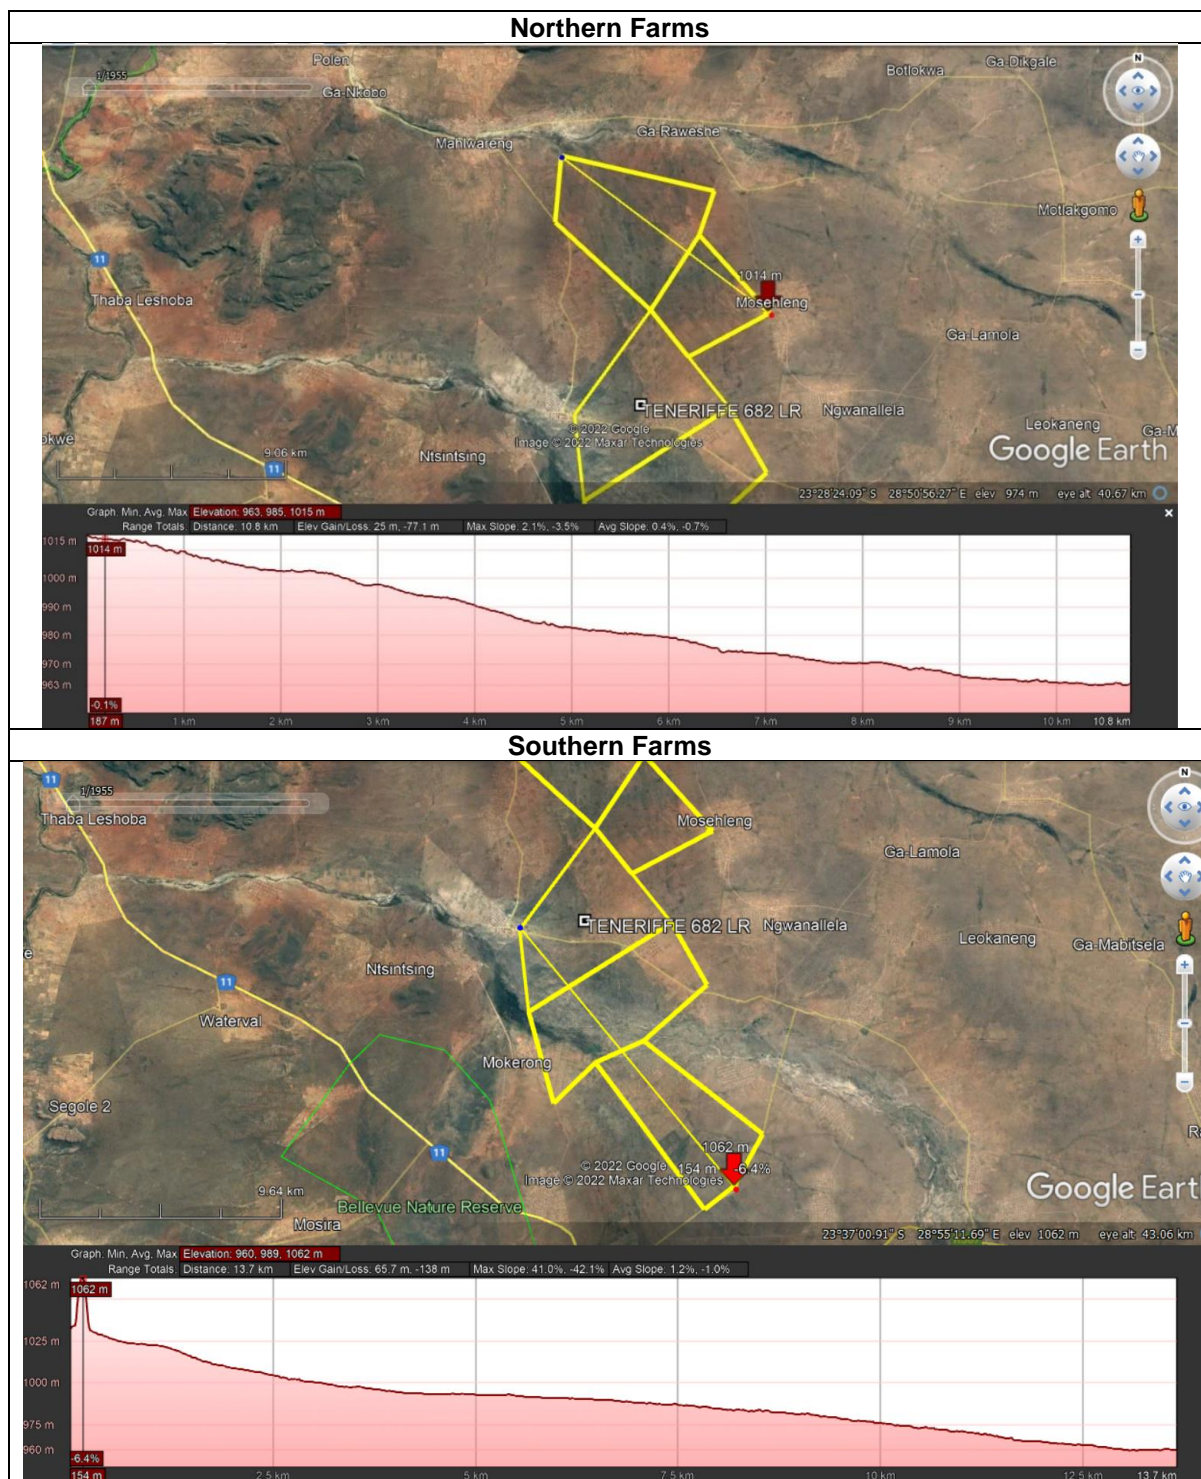 Northern Farms
Polen
1/1955
Ga-Nkobo
Botlokwa
Ga-Dikgale
N
Mahlwareng
Ga-Raweshe
Motlakgomo
11
Thaba Leshoba
1014 m
Mosehleng
Ga-Lamola
TENERIFFE 682 LR
Ngwanallela
Leokaneng
Ga-M
okwe
Ntsintsing
© 2022 Google
Image © 2022 Maxar Technologies
Google Earth
9.06 km
11
23°28'24.09" S 28°50'56.27" E elev 974 m eye alt 40.67 km
Graph: Min, Avg, Max Elevation: 963, 985, 1015 m
Range Totals: Distance: 10.8 km Elev Gain/Loss: 25 m, -77.1 m Max Slope: 2.1%, -3.5% Avg Slope: 0.4%, -0.7%
1015 m
1014 m
1000 m
990 m
980 m
970 m
963 m
-0.1%
187 m 1 km 2 km 3 km 4 km 5 km 6 km 7 km 8 km 9 km 10 km 10.8 km
Southern Farms
11
1/1955
N
Thaba Leshoba
Mosehleng
Ga-Lamola
TENERIFFE 682 LR
Ngwanallela
Leokaneng
Ga-Mabitsela
e
Ntsintsing
11
Waterval
Mokerong
Segole 2
R
1062 m
11
154 m -6.4%
© 2022 Google
Image © 2022 Maxar Technologies
Google Eart
9.64 km
Bellevue Nature Reserve
Mosira
23°37'00.91" S 28°55'11.69" E elev 1062 m eye alt 43.06 km
Graph: Min, Avg, Max Elevation: 960, 989, 1062 m
Range Totals: Distance: 13.7 km Elev Gain/Loss: 65.7 m, -138 m Max Slope: 41.0%, -42.1% Avg Slope: 1.2%, -1.0%
1062 m
1062 m
1025 m
1000 m
975 m
960 m
-6.4%
154 m 2.5 km 5 km 7.5 km 10 km 12.5 km 13.7 km